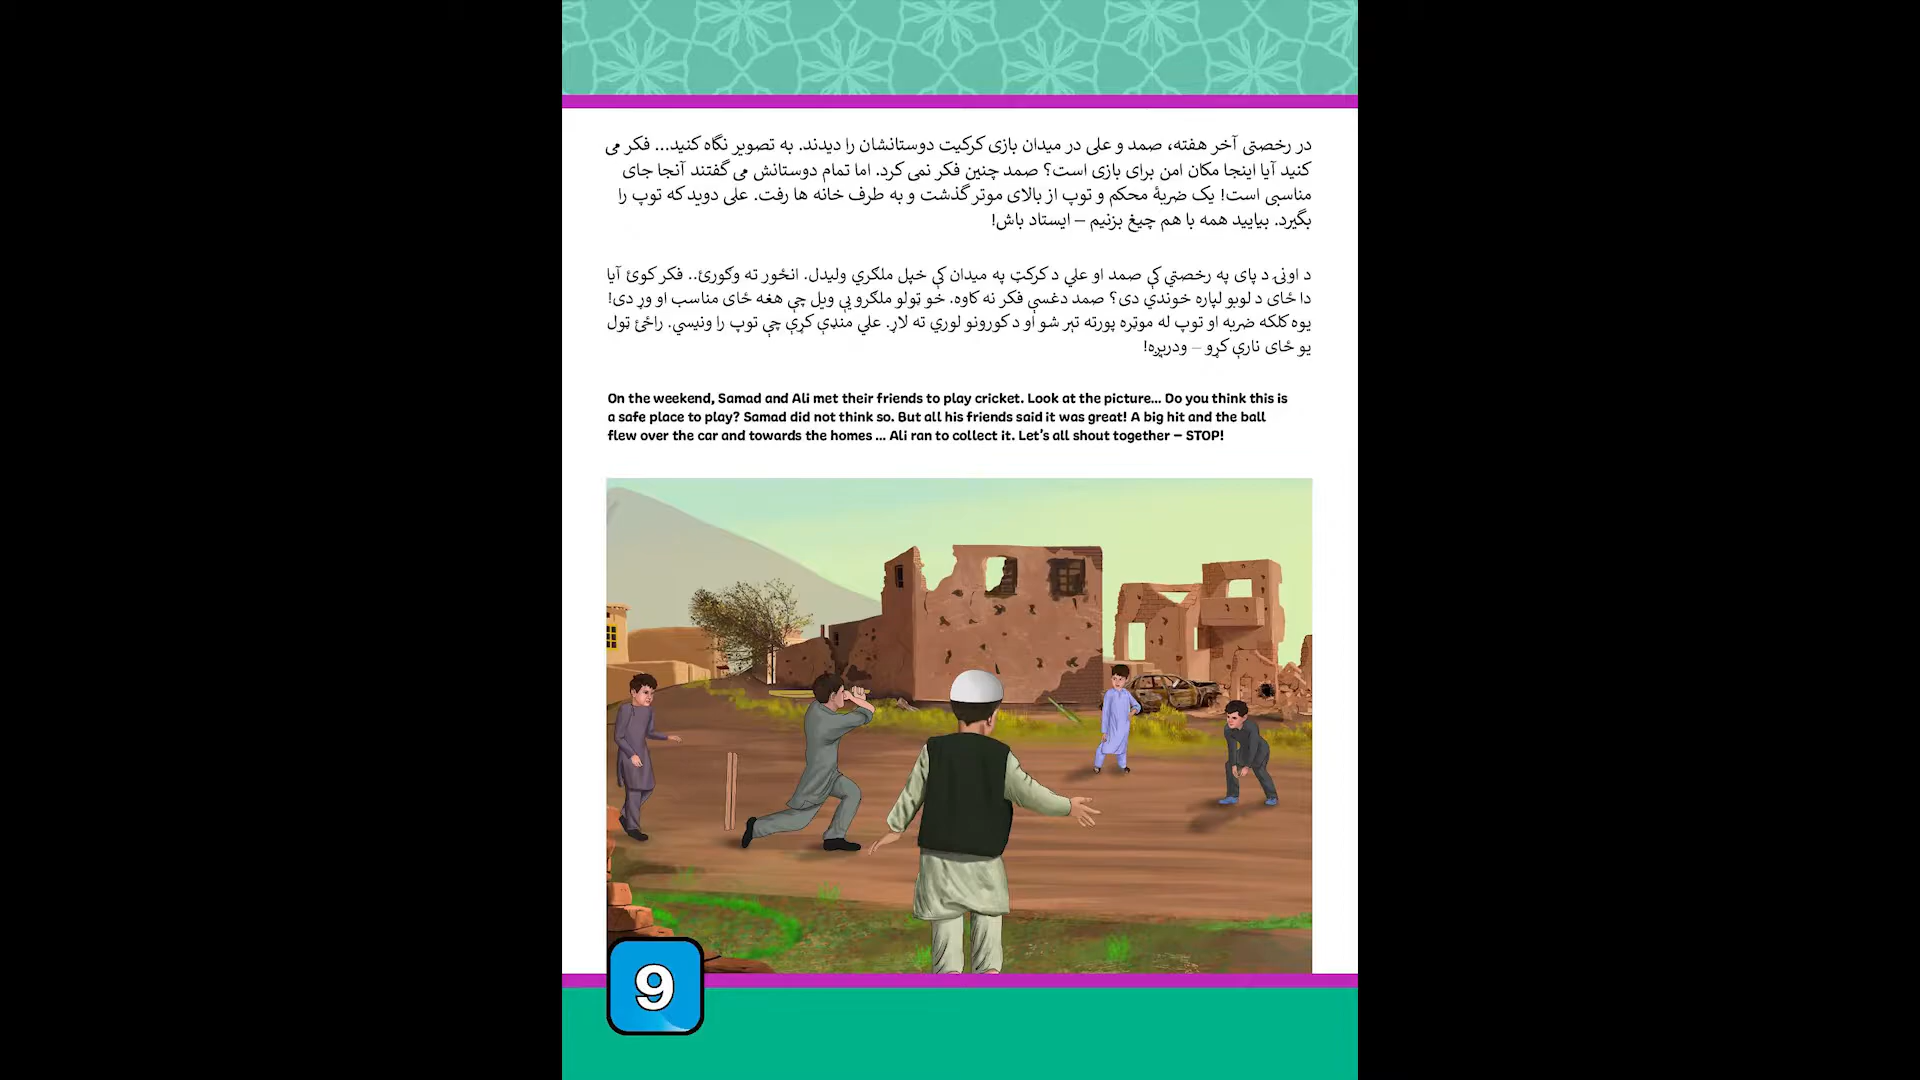 در رخصتی آخر هفته، صمد و علی در میدان بازی کرکیت دوستانشان را دیدند. به تصویر نگاه کنید... فکر می
کنید آیا اینجا مکان امن برای بازی است؟ صمد چنین فکر نمی کرد. اما تمام دوستانش می گفتند آنجا جای
مناسبی است! یک ضربهٔ محکم و توپ از بالای موتر گذشت و به طرف خانه ها رفت. علی دوید که توپ را
بگیرد. بیایید همه با هم چیغ بزنیم – ایستاد باش!
د اونۍ د پای په رخصتي کې صمد او علي د کرکټ په میدان کې خپل ملګري ولیدل. انځور ته وګورئ.. فکر کوئ آیا
دا ځای د لوبو لپاره خوندي دی؟ صمد دغسې فکر نه کاوه. خو ټولو ملګرو یې ویل چې هغه ځای مناسب او وړ دی!
یوه کلکه ضربه او توپ له موټره پورته تېر شو او د کورونو لوري ته لاړ. علي منډې کړې چې توپ را ونیسي. راځئ ټول
یو ځای نارې کړو – ودرېږه!
On the weekend, Samad and Ali met their friends to play cricket. Look at the picture... Do you think this is
a safe place to play? Samad did not think so. But all his friends said it was great! A big hit and the ball
flew over the car and towards the homes ... Ali ran to collect it. Let's all shout together – STOP!
9